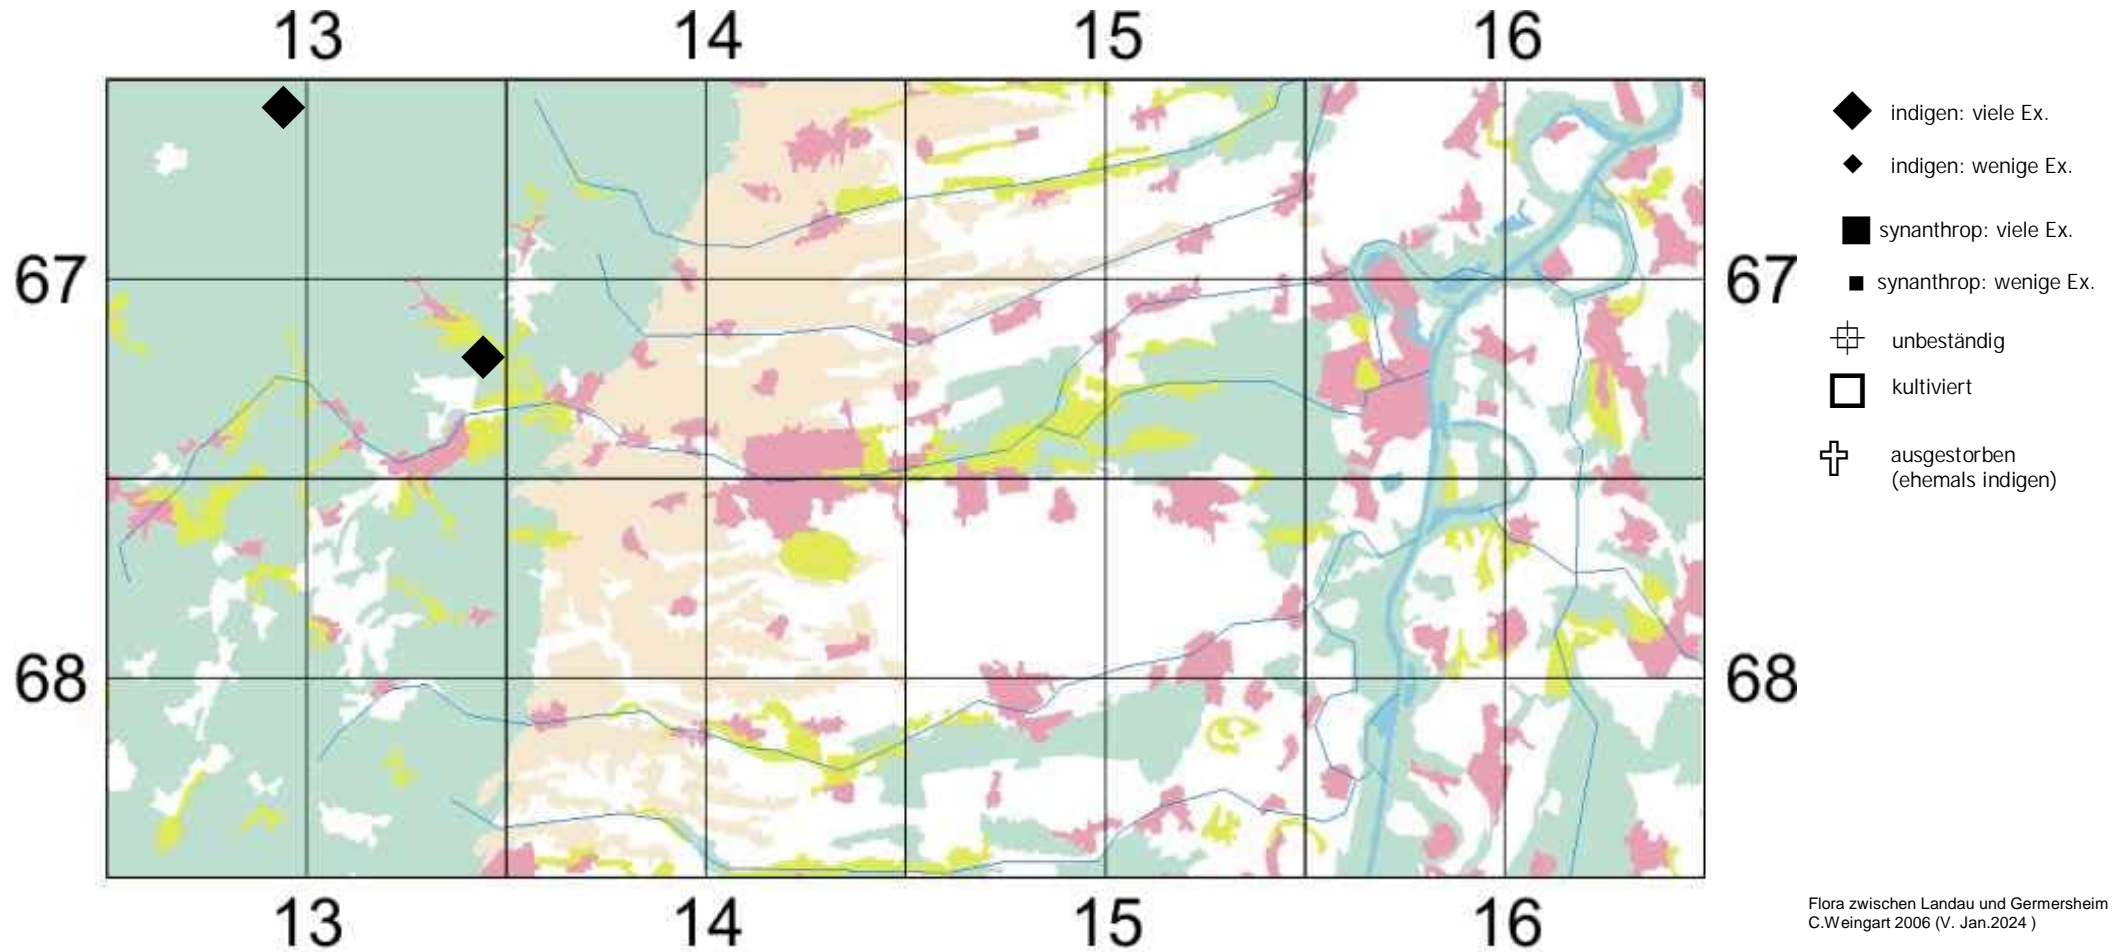 13 14 15 16
indigen: viele Ex.
indigen: wenige Ex.
synanthrop: viele Ex.
67 67
synanthrop: wenige Ex.
unbeständig
kultiviert
ausgestorben
(ehemals indigen)
68 68
13 14 15 16
Flora zwischen Landau und Germersheim
C.Weingart 2006 (V. Jan.2024 )